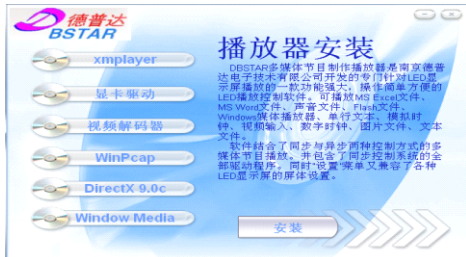 德普达
DBSTAR
xmplayer
显卡驱动
视频解码器
WinPcap
DirectX 9.0c
Window Media
播放器安装
DBSTAR多媒体节目制作播放器是南京德普
达电子技术有限公司开发的专门针对LED显
示屏播放的一款功能强大，操作简单方便的
LED播放控制软件。可播放MS Excel文件、
MS Word文件、声音文件、Flash文件、
Windows媒体播放器、单行文本、模拟时
钟、视频输入、数字时钟、图片文件、文本
文件。
软件结合了同步与异步两种控制方式的多
媒体节目播放。并包含了同步控制系统的全
部驱动程序。同时“设置”菜单又兼容了各种
LED显示屏的屏体设置。
安装